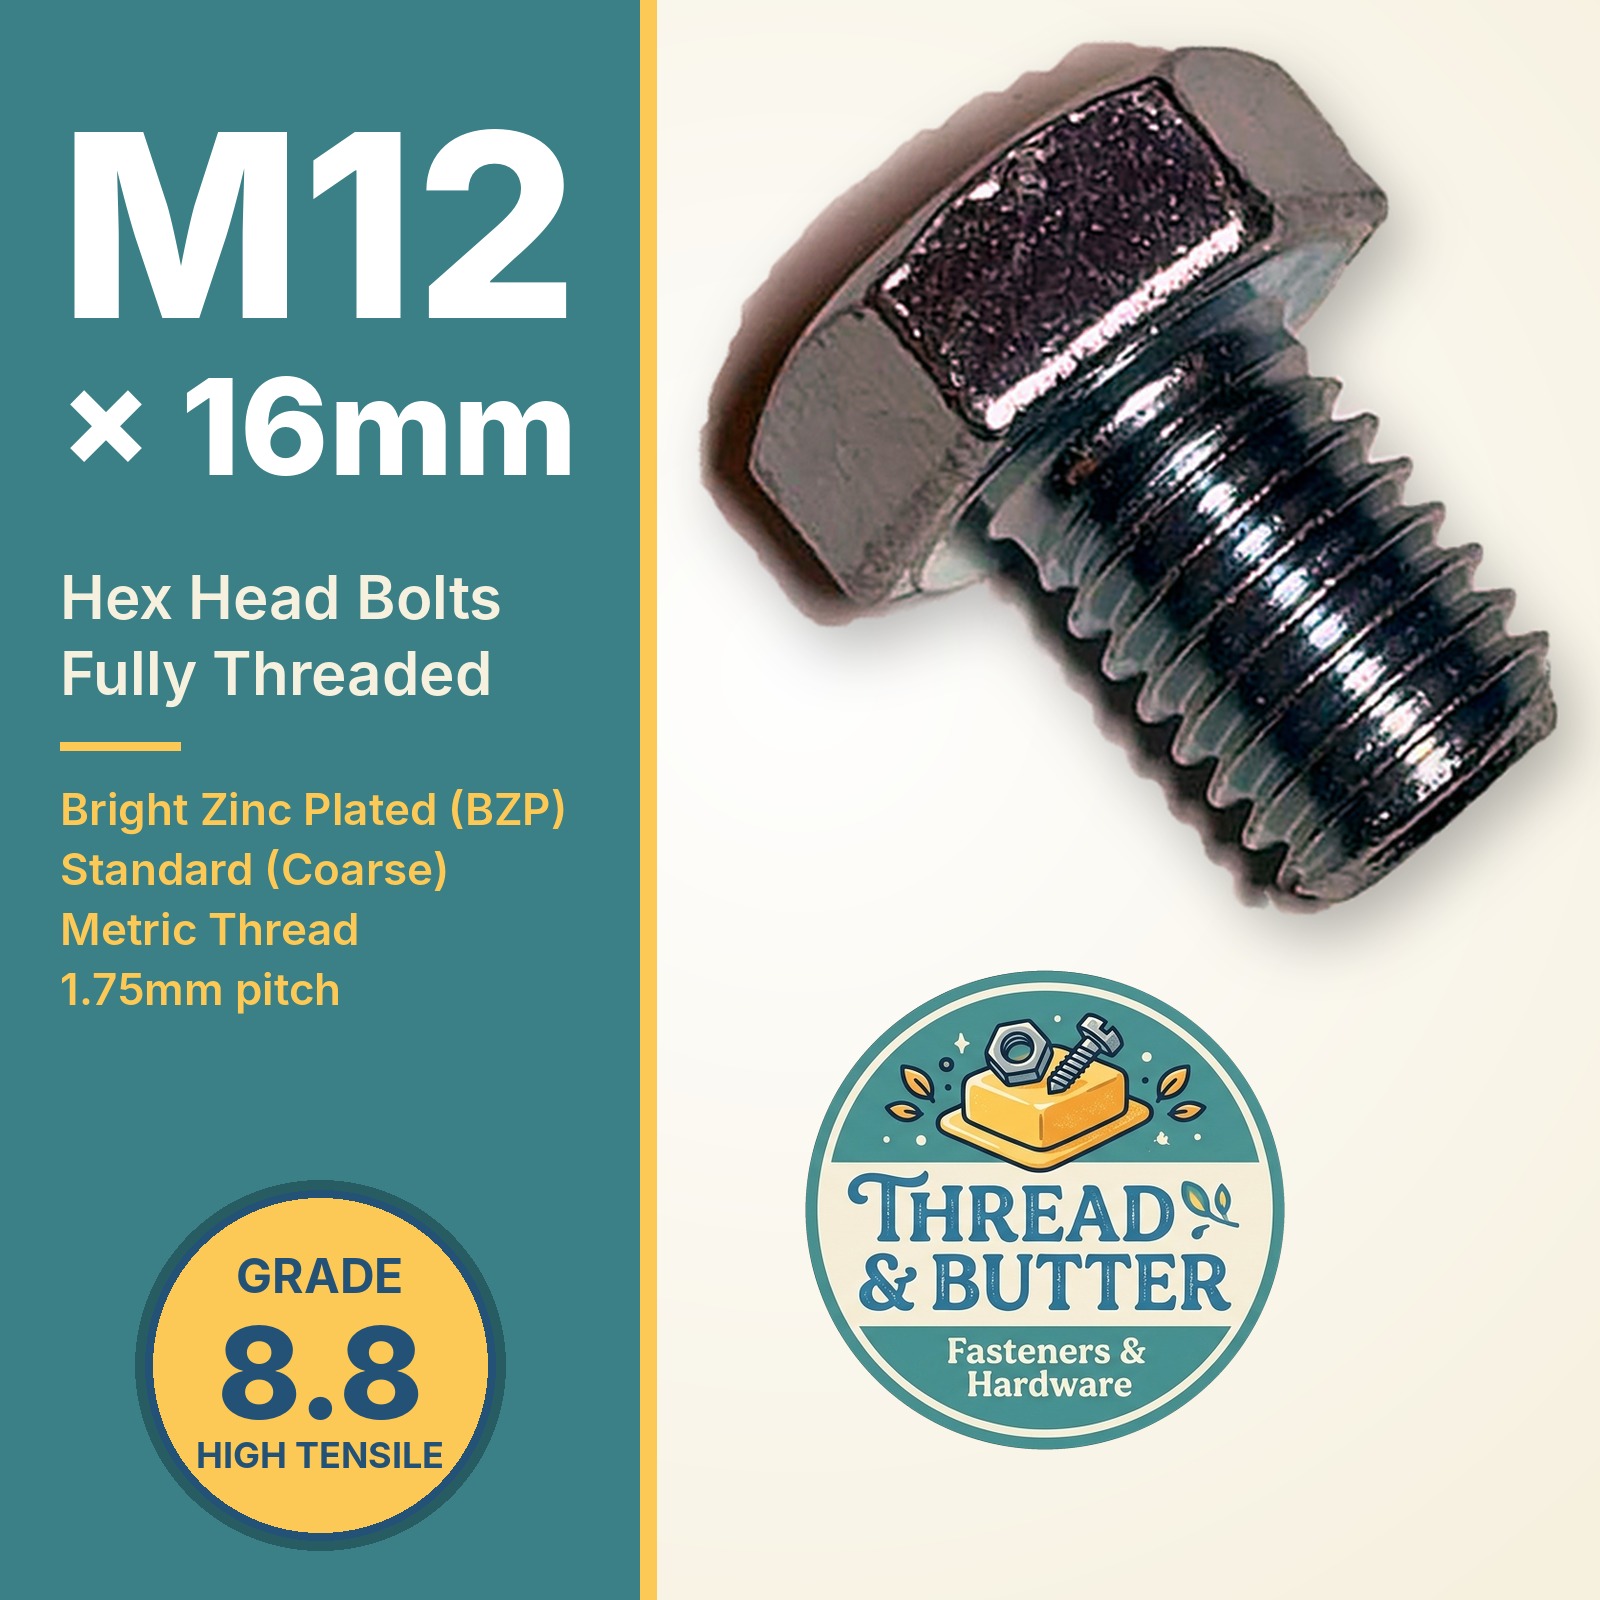 M12
× 16mm
Hex Head Bolts
Fully Threaded
Bright Zinc Plated (BZP)
Standard (Coarse)
Metric Thread
1.75mm pitch
GRADE
8.8
HIGH TENSILE
THREAD
& BUTTER
Fasteners &
Hardware